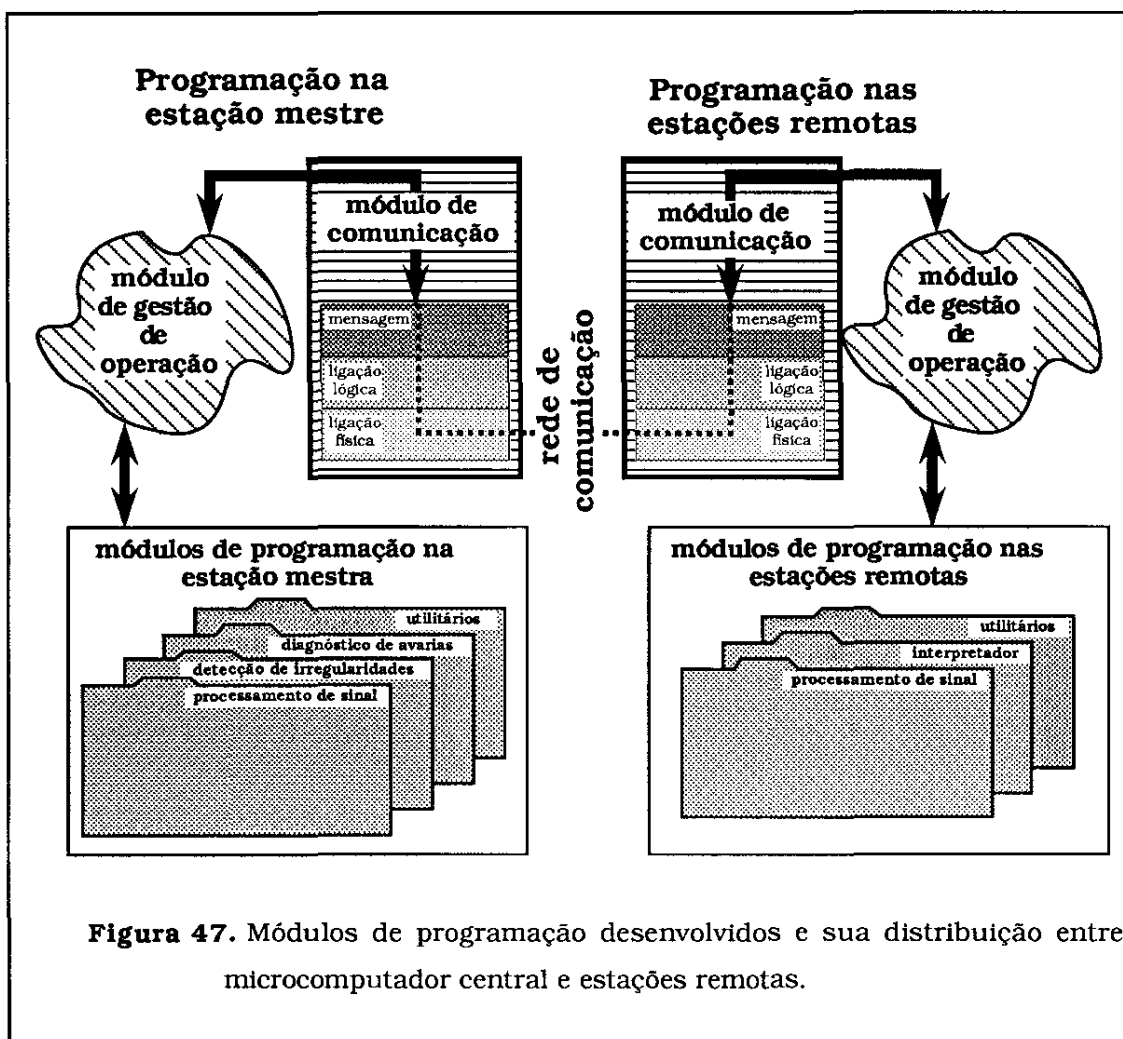 Programação na
estação mestre
Programação nas
estações remotas
módulo de
comunicação
módulo de
comunicação
módulo
de gestão
de
operação
módulo
de gestão
de
operação
mensagem
ligação
lógica
ligação
física
mensagem
ligação
lógica
ligação
física
rede de
comunicação
módulos de programação na
estação mestra
utilitários
diagnóstico de avarias
detecção de irregularidades
processamento de sinal
módulos de programação nas
estações remotas
utilitários
interpretador
processamento de sinal
Figura 47. Módulos de programação desenvolvidos e sua distribuição entre
microcomputador central e estações remotas.